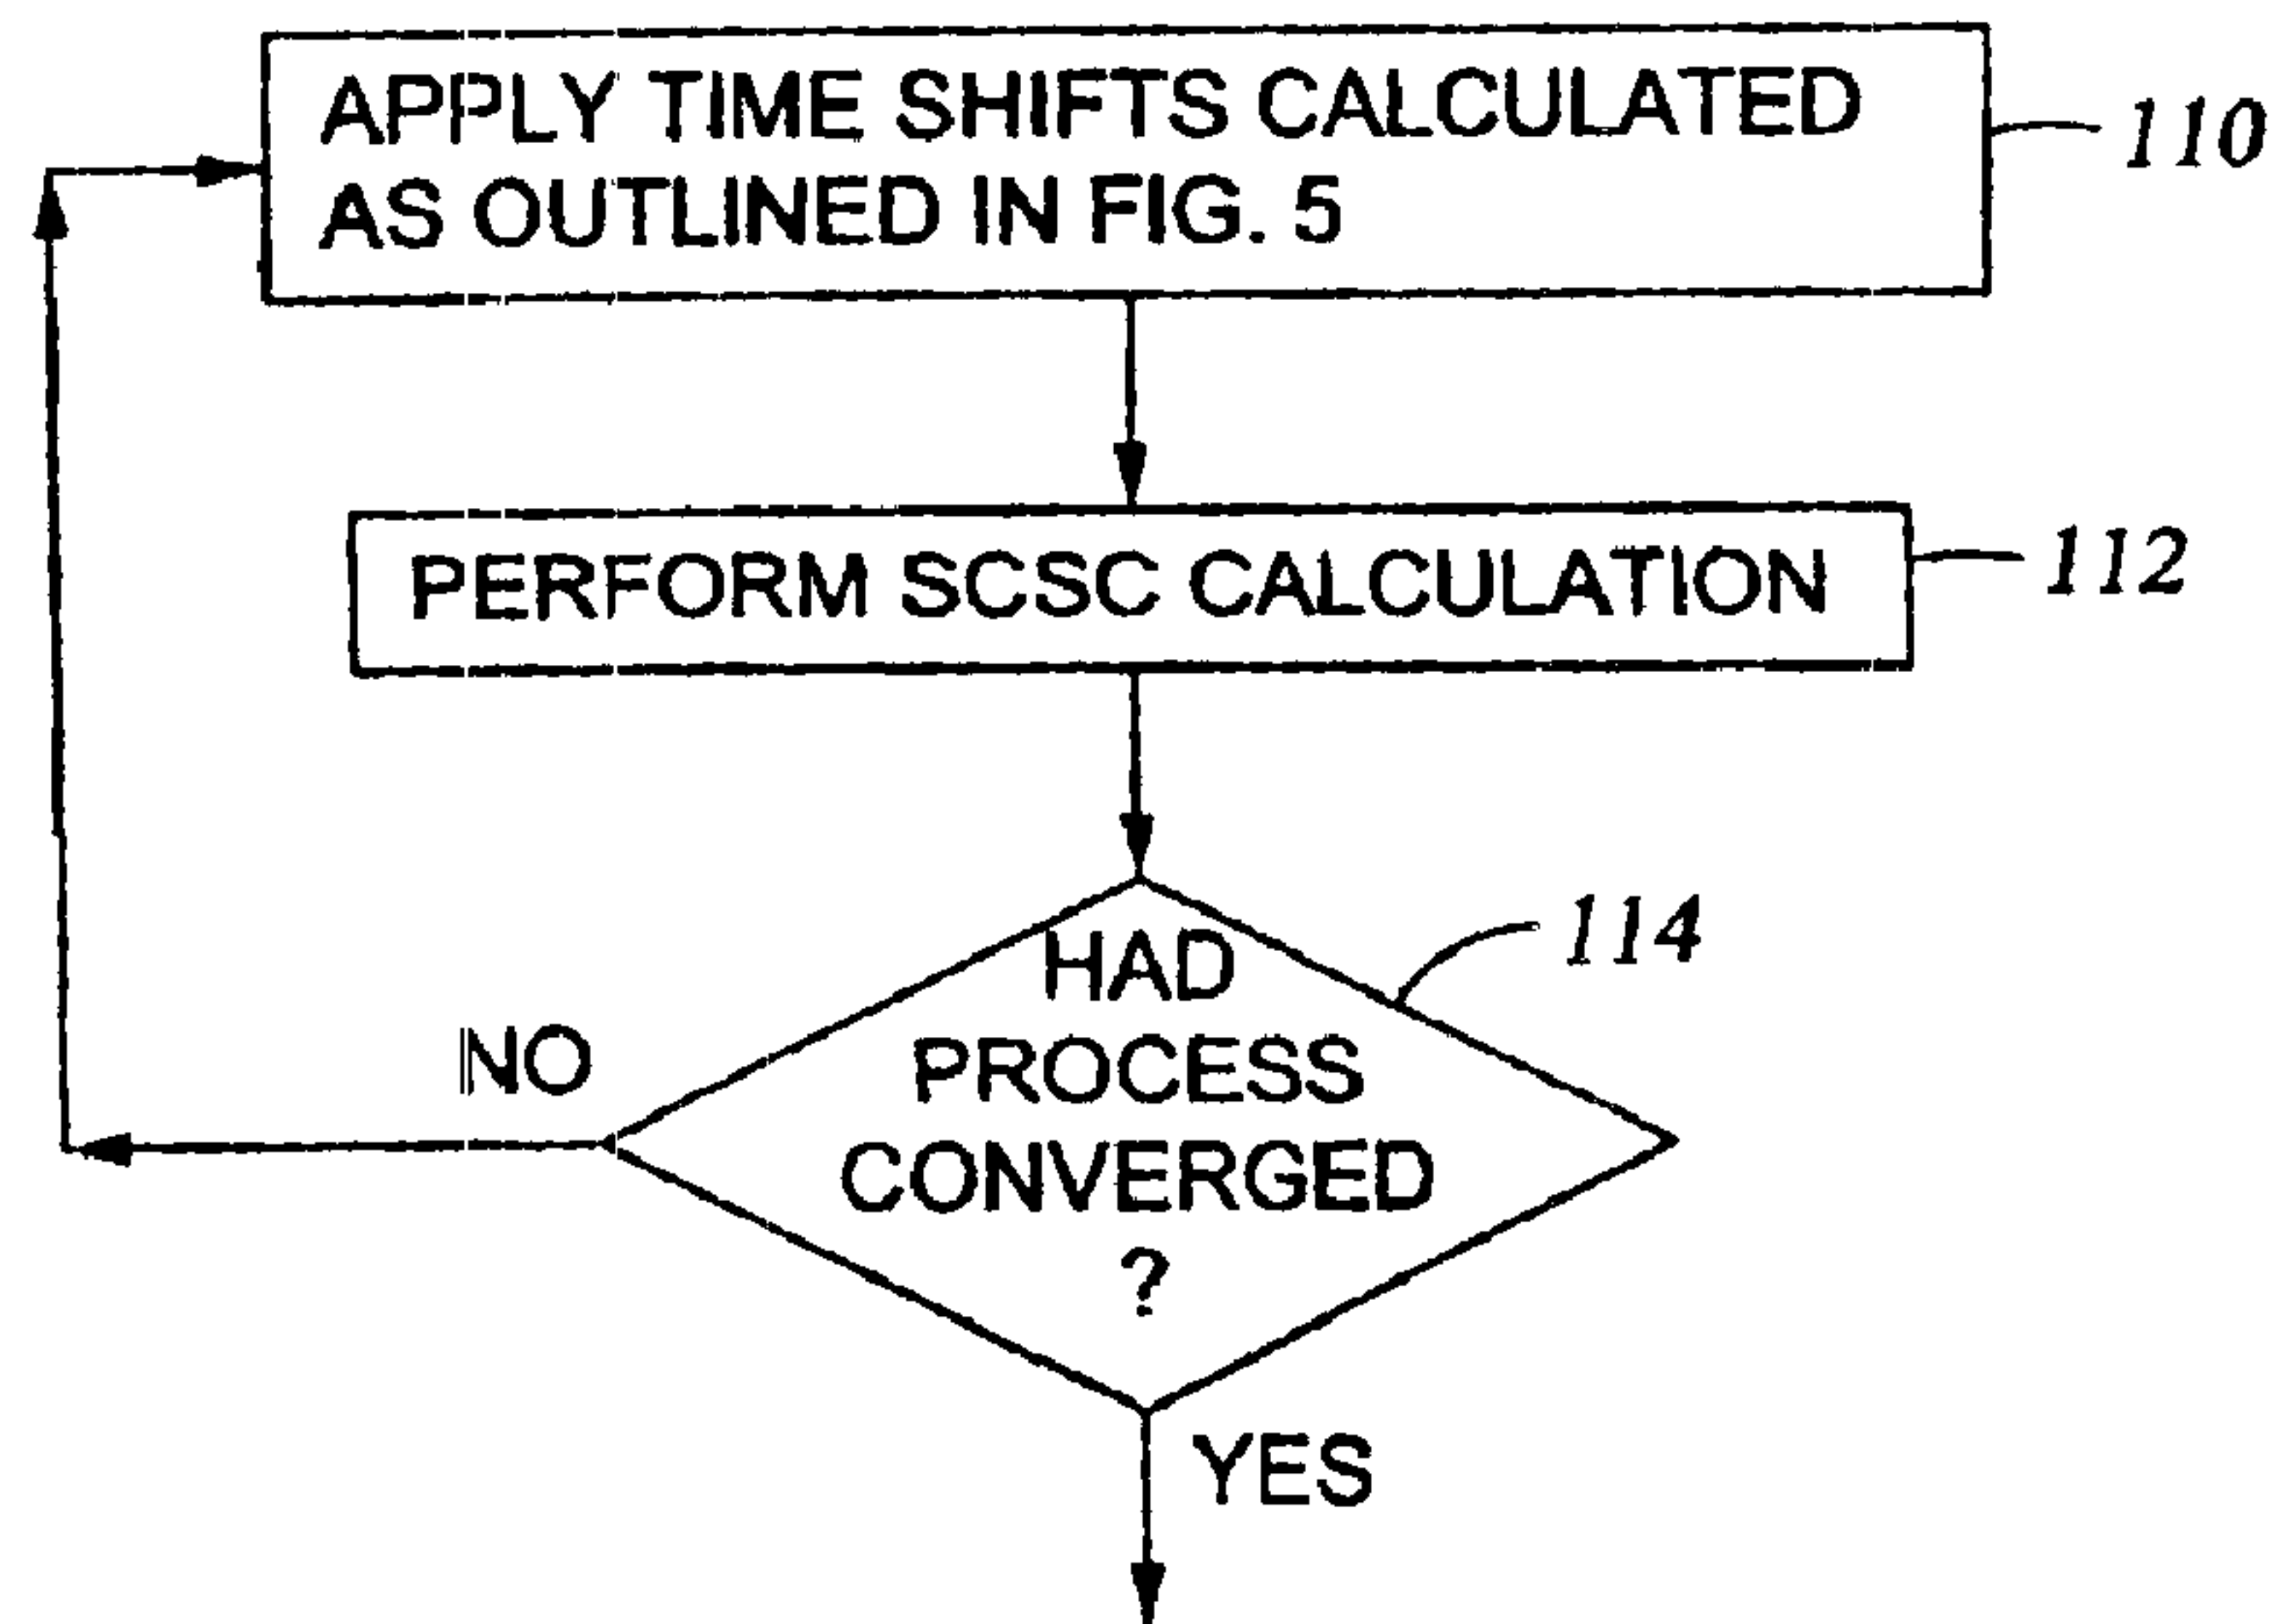 APPLY TIME SHIFTS CALCULATED
AS OUTLINED IN FIG. 5
110
PERFORM SCSC CALCULATION
112
HAD
PROCESS
CONVERGED
?
114
NO
YES